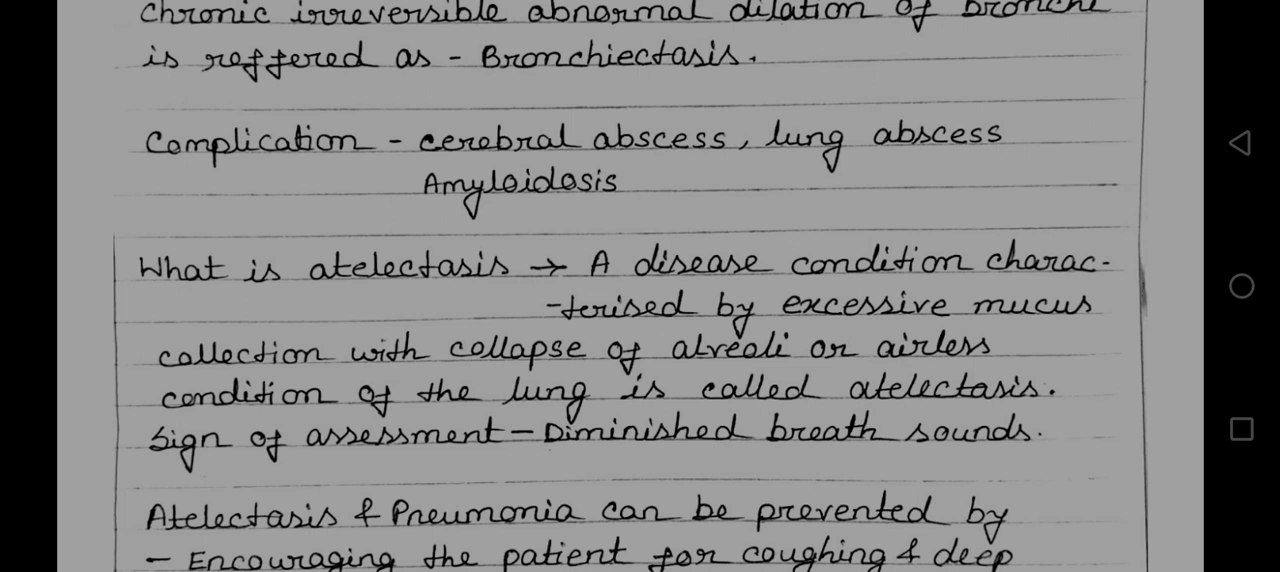 chronic irreversible abnormal dilation of bronchi
is reffered as - Bronchiectasis.
Complication - cerebral abscess, lung abscess
Amyloidosis
What is atelectasis → A disease condition charac-
-terised by excessive mucus
collection with collapse of alveoli or airless
condition of the lung is called atelectasis.
Sign of assessment - Diminished breath sounds.
Atelectasis & Pneumonia can be prevented by
- Encouraging the patient for coughing & deep